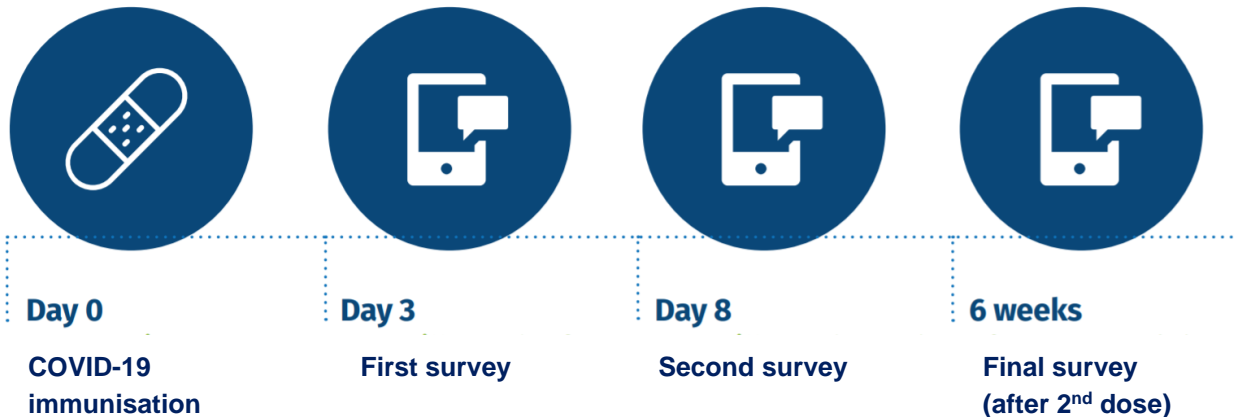 Day 0
Day 3
Day 8
6 weeks
COVID-19
immunisation
First survey
Second survey
Final survey
(after 2nd dose)